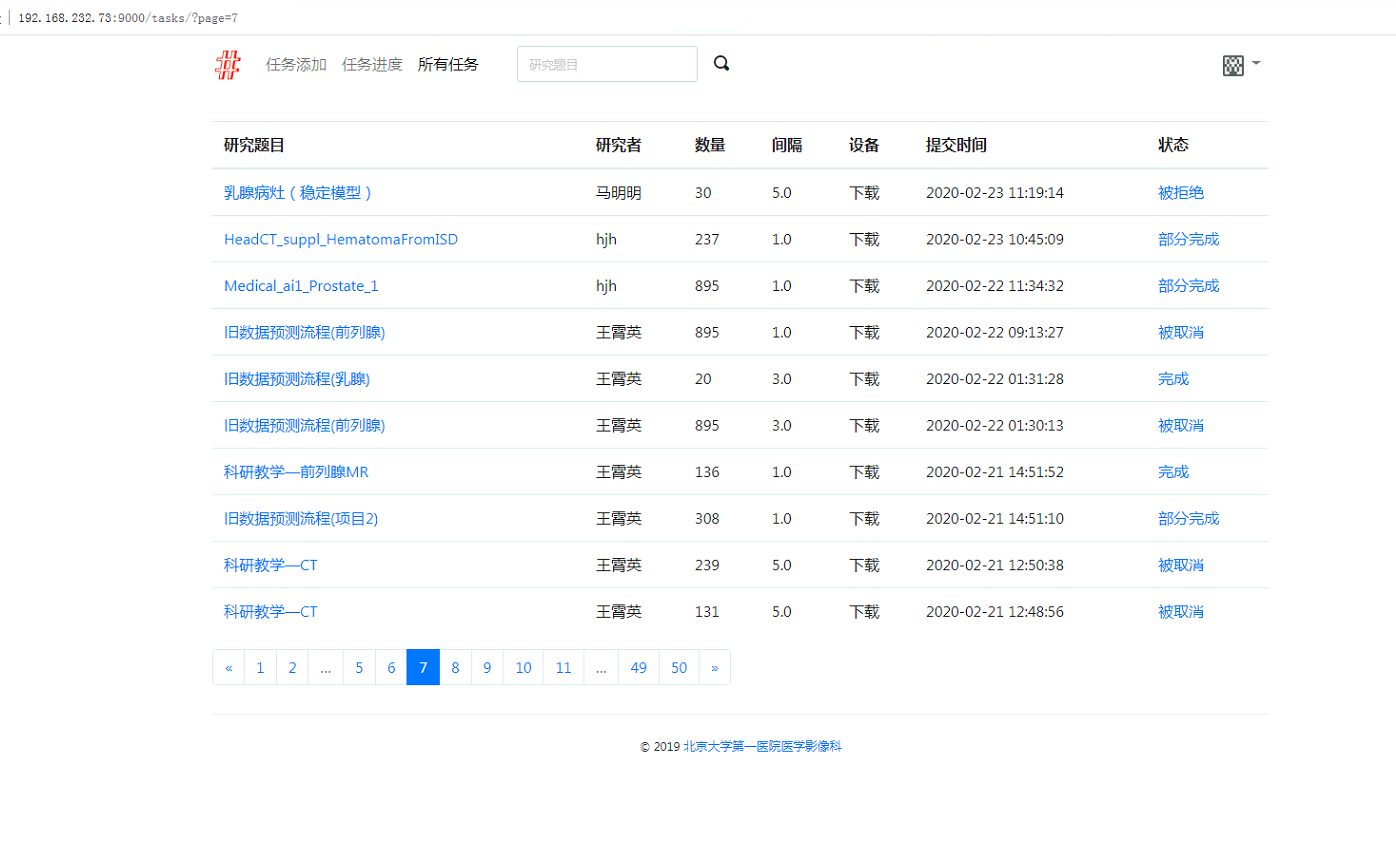 192.168.232.73:9000/tasks/?page=7
任务添加 任务进度 所有任务 研究题目
研究题目 研究者 数量 间隔 设备 提交时间 状态
乳腺病灶（稳定模型） 马明明 30 5.0 下载 2020-02-23 11:19:14 被拒绝
HeadCT_suppl_HematomaFromISD hjh 237 1.0 下载 2020-02-23 10:45:09 部分完成
Medical_ai1_Prostate_1 hjh 895 1.0 下载 2020-02-22 11:34:32 部分完成
旧数据预测流程(前列腺) 王霄英 895 1.0 下载 2020-02-22 09:13:27 被取消
旧数据预测流程(乳腺) 王霄英 20 3.0 下载 2020-02-22 01:31:28 完成
旧数据预测流程(前列腺) 王霄英 895 3.0 下载 2020-02-22 01:30:13 被取消
科研教学—前列腺MR 王霄英 136 1.0 下载 2020-02-21 14:51:52 完成
旧数据预测流程(项目2) 王霄英 308 1.0 下载 2020-02-21 14:51:10 部分完成
科研教学—CT 王霄英 239 5.0 下载 2020-02-21 12:50:38 被取消
科研教学—CT 王霄英 131 5.0 下载 2020-02-21 12:48:56 被取消
« 1 2 ... 5 6 7 8 9 10 11 ... 49 50 »
© 2019 北京大学第一医院医学影像科